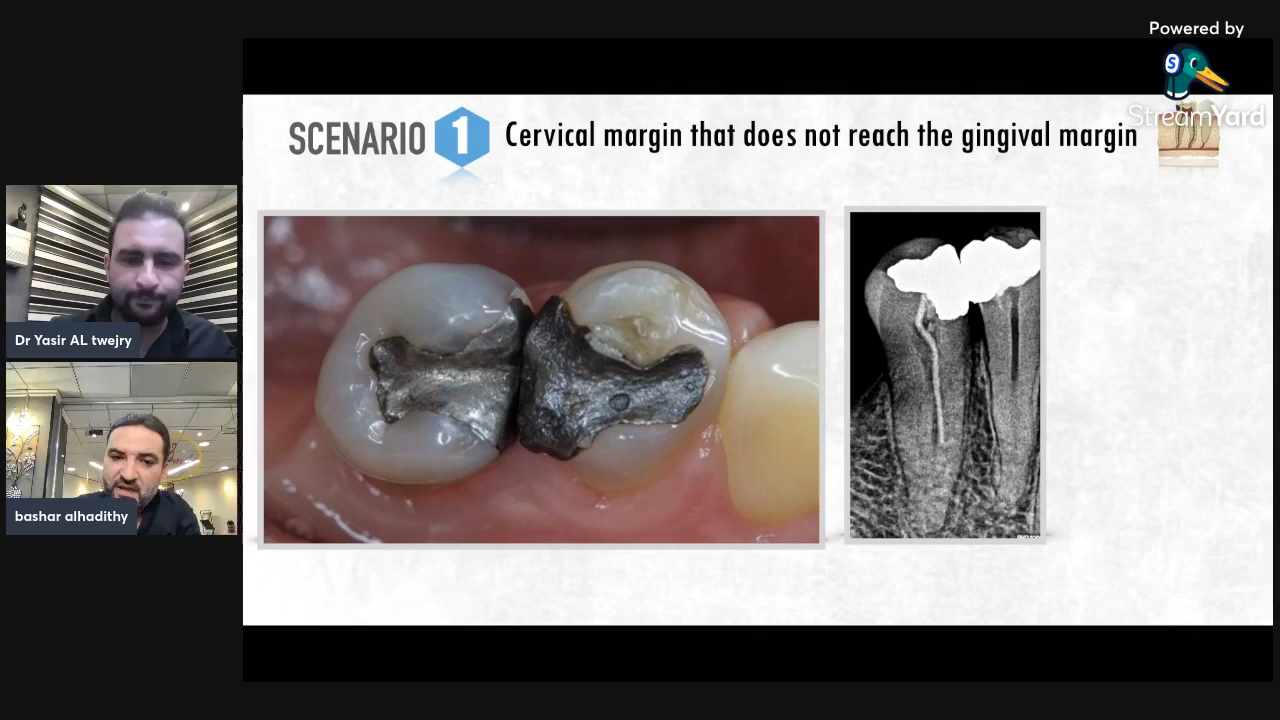 Powered by
StreamYard
SCENARIO 1 Cervical margin that does not reach the gingival margin
Dr Yasir AL twejry
bashar alhadithy